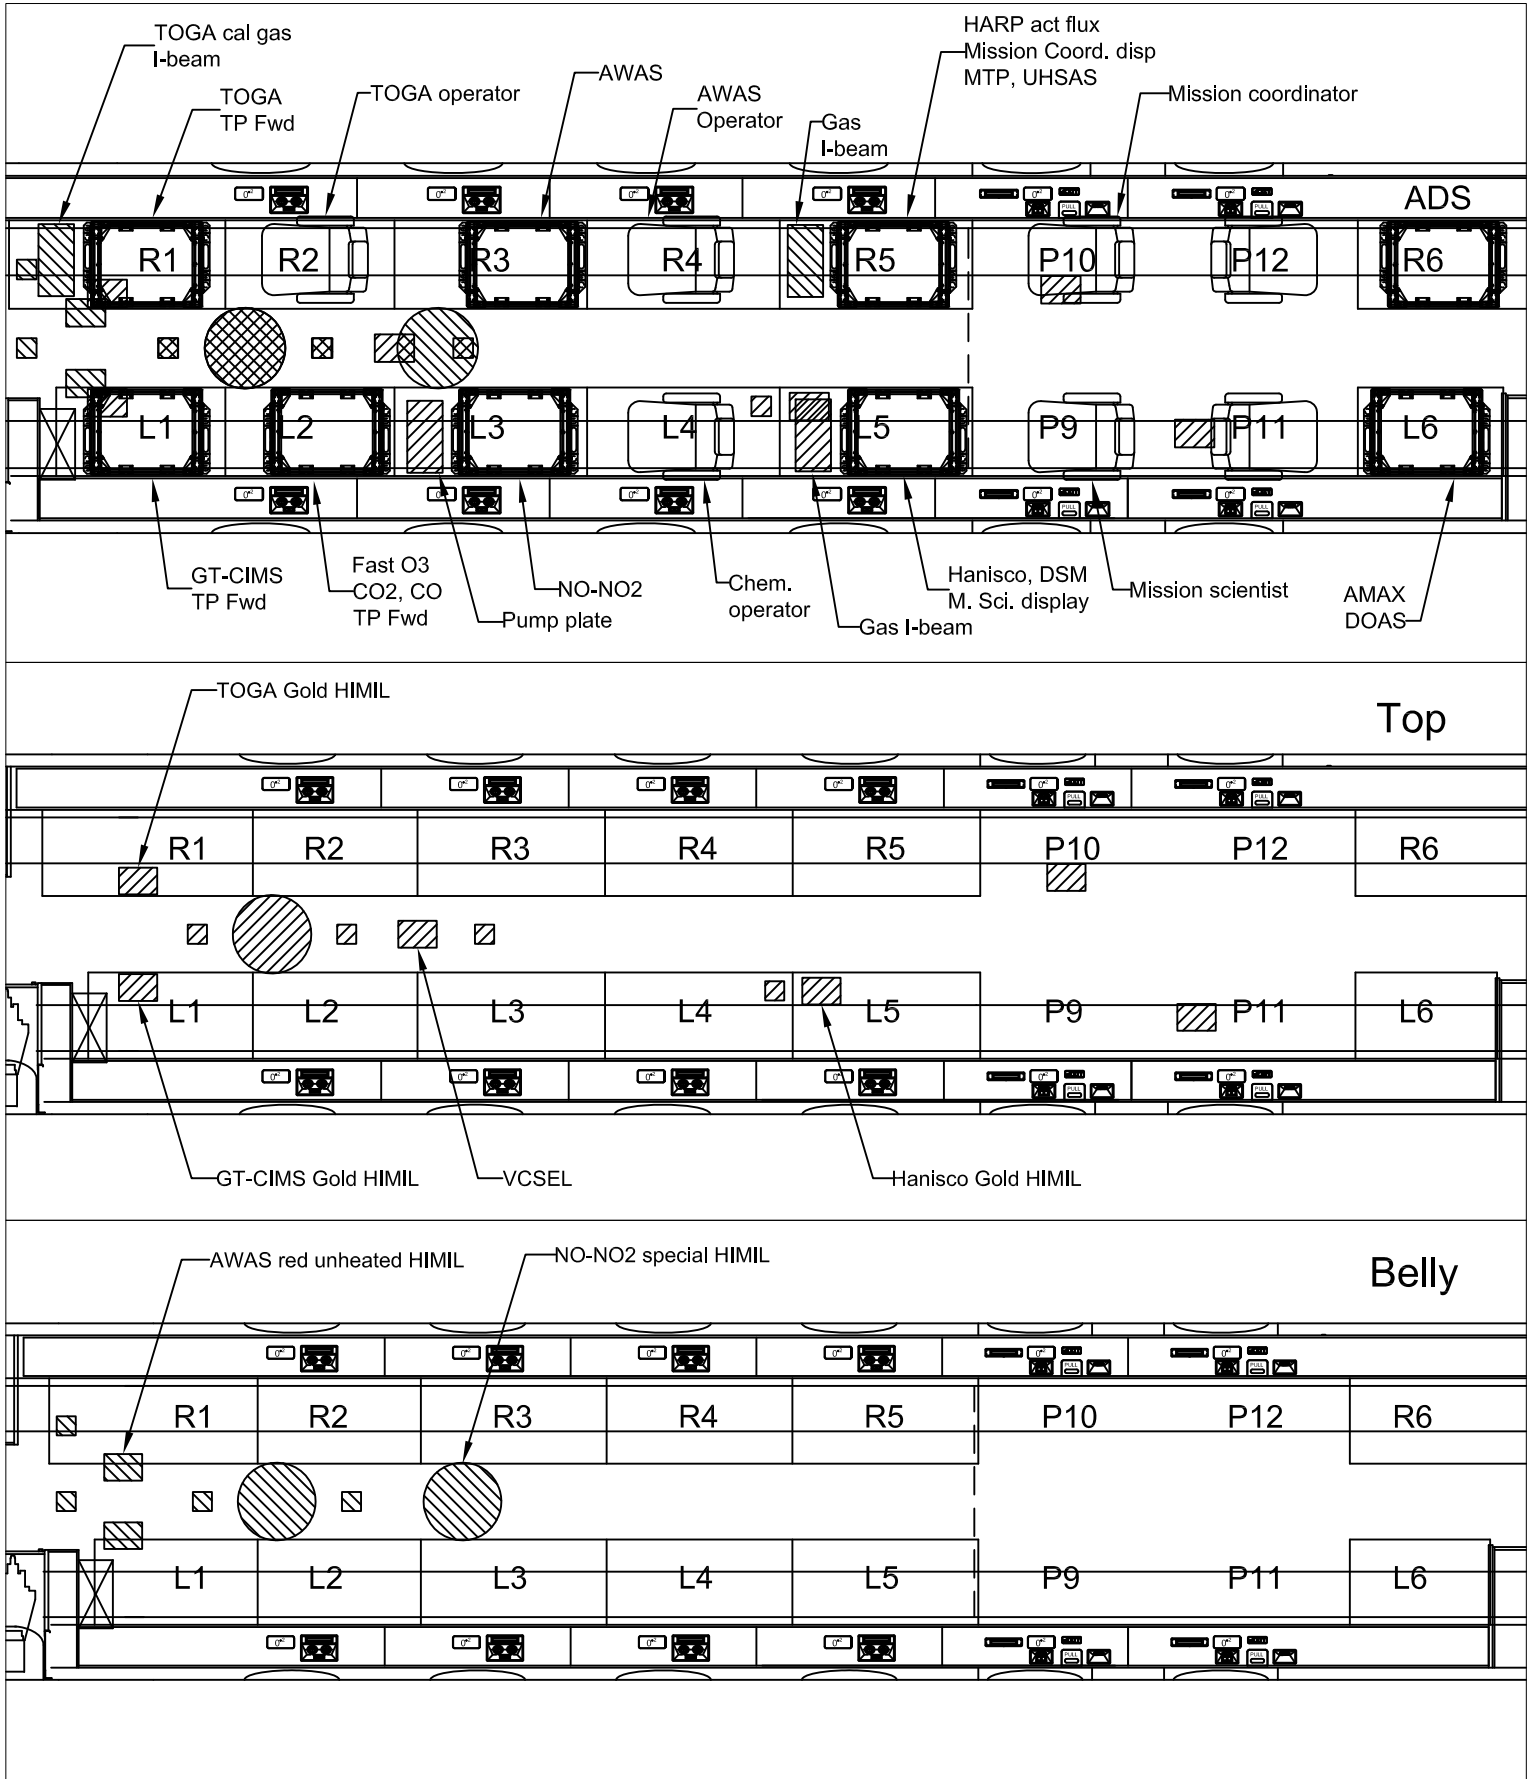 TOGA cal gas
I-beam
TOGA
TP Fwd
TOGA operator
AWAS
AWAS
Operator
Gas
I-beam
HARP act flux
Mission Coord. disp
MTP, UHSAS
Mission coordinator
ADS
R1
R2
R3
R4
R5
P10
P12
R6
L1
L2
L3
L4
L5
P9
P11
L6
GT-CIMS
TP Fwd
Fast O3
CO2, CO
TP Fwd
Pump plate
NO-NO2
Chem.
operator
Gas I-beam
Hanisco, DSM
M. Sci. display
Mission scientist
AMAX
DOAS
TOGA Gold HIMIL
Top
R1
R2
R3
R4
R5
P10
P12
R6
L1
L2
L3
L4
L5
P9
P11
L6
GT-CIMS Gold HIMIL
VCSEL
Hanisco Gold HIMIL
AWAS red unheated HIMIL
NO-NO2 special HIMIL
Belly
R1
R2
R3
R4
R5
P10
P12
R6
L1
L2
L3
L4
L5
P9
P11
L6